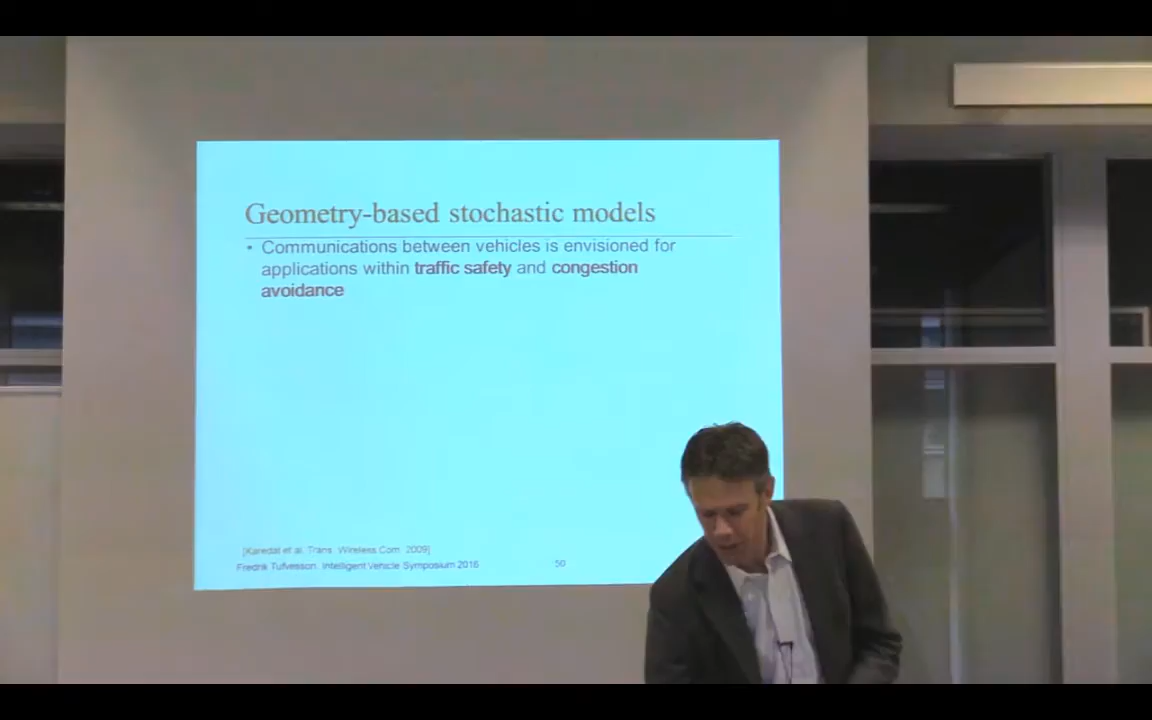 Geometry-based stochastic models
• Communications between vehicles is envisioned for
applications within traffic safety and congestion
avoidance
[Karedal et al. Trans. Wireless Com. 2009]
Fredrik Tufvesson. Intelligent Vehicle Symposium 2016
50